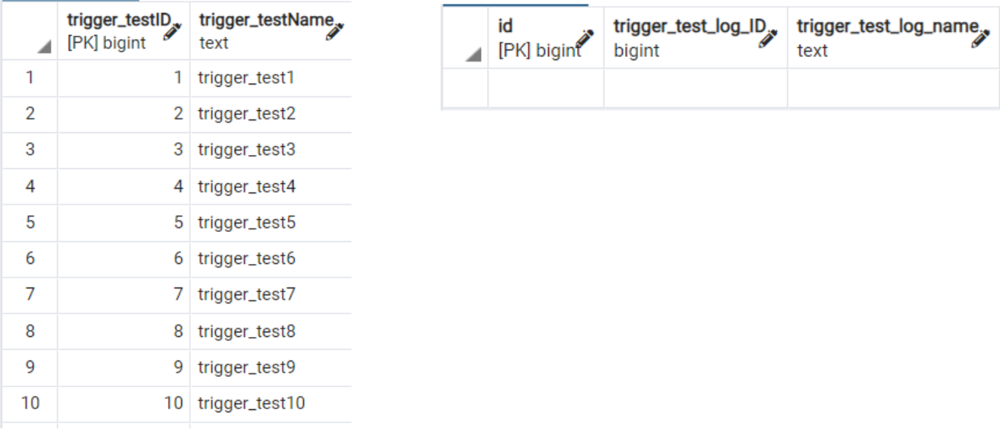 trigger_testID
[PK] bigint
trigger_testName
text
1 1 trigger_test1
2 2 trigger_test2
3 3 trigger_test3
4 4 trigger_test4
5 5 trigger_test5
6 6 trigger_test6
7 7 trigger_test7
8 8 trigger_test8
9 9 trigger_test9
10 10 trigger_test10
id
[PK] bigint
trigger_test_log_ID
bigint
trigger_test_log_name
text